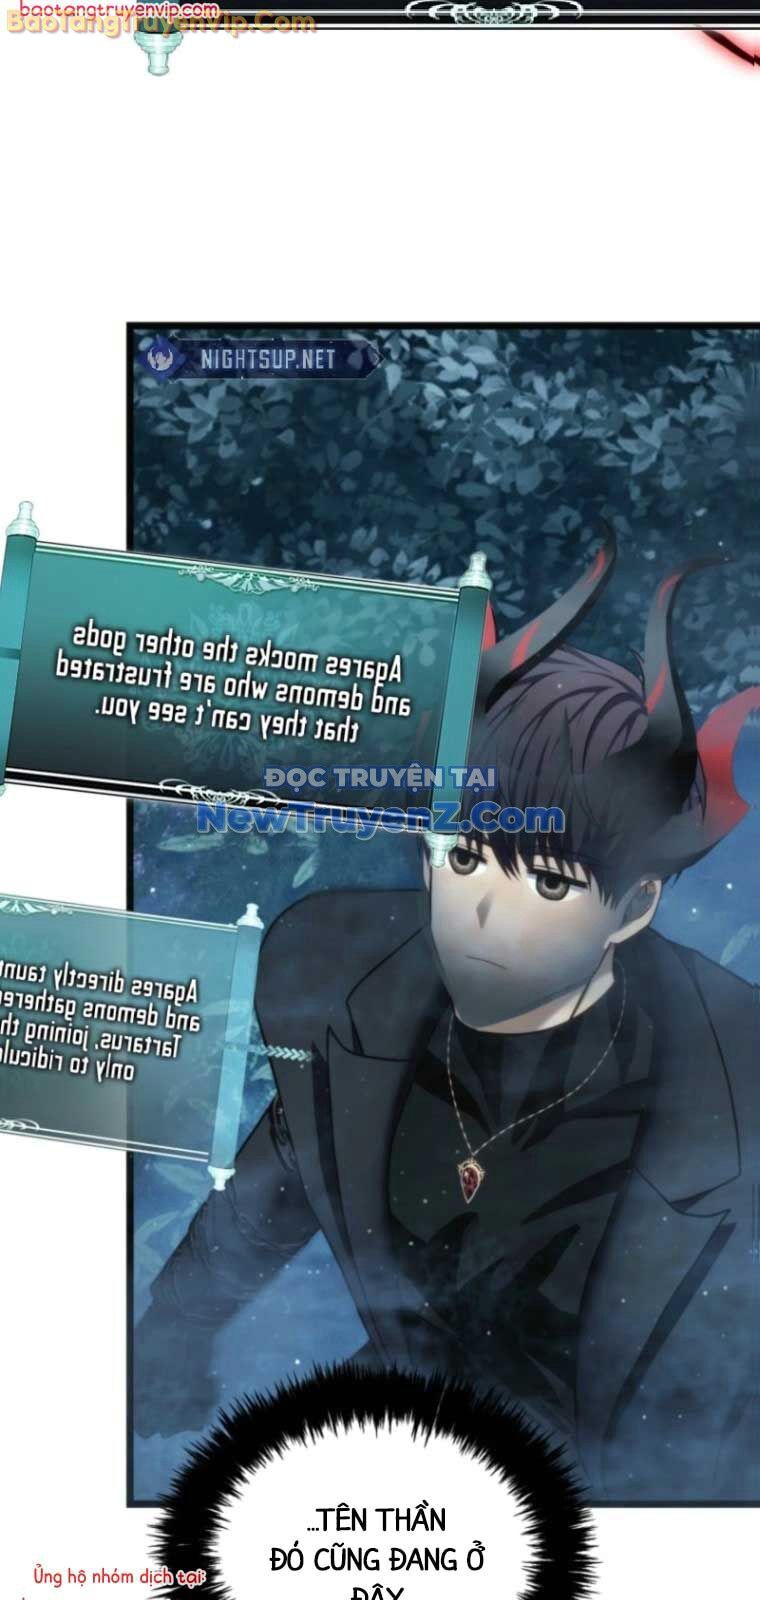 baotangtruyenvip.com
BaoTangTruyenVip.Com
NIGHTSUP.NET
Agares mocks the other gods
and demons who are frustrated
that they can't see you.
ĐỌC TRUYỆN TẠI
NewTruyenZ.Com
Agares directly taunt
and demons gathered
Tartarus, joining th
only to ridicul
...TÊN THẦN
ĐÓ CŨNG ĐANG Ở
ĐÂY
Ủng hộ nhóm dịch tại: